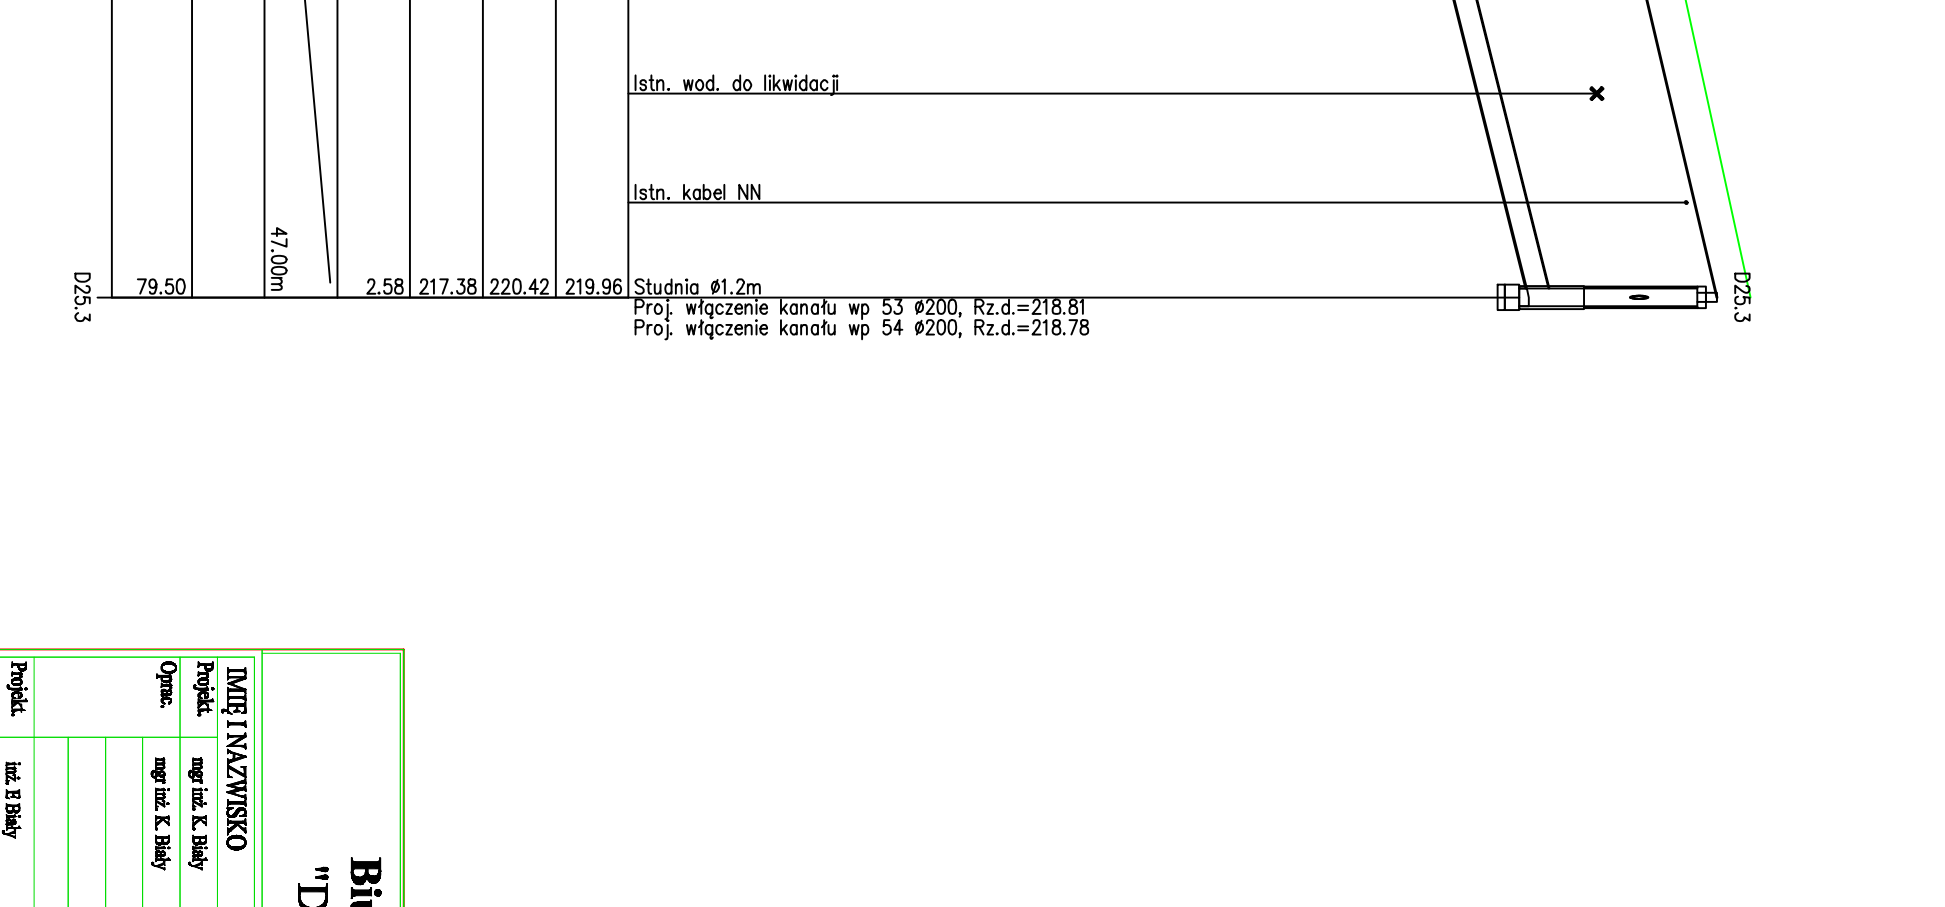 Istn. wod. do likwidacji
Istn. kabel NN
47.00m
D25.3
79.50
2.58
217.38
220.42
219.96
Studnia ø1.2m
D25.3
Proj. włączenie kanału wp 53 ø200, Rz.d.=218.81
Proj. włączenie kanału wp 54 ø200, Rz.d.=218.78
"D
IMIĘ I NAZWISKO
Projekt. mgr inż. K. Biały
Oprac. mgr inż. K. Biały
Projekt. inż. E Biały